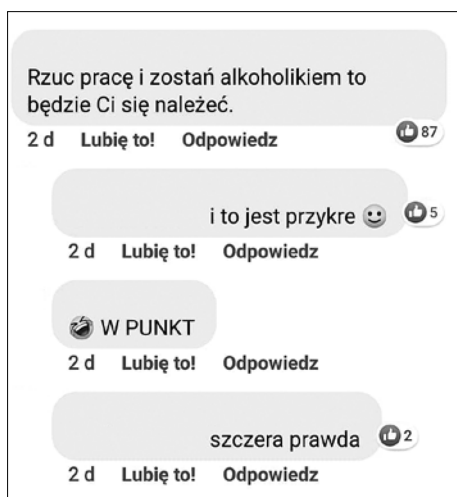 Rzuc pracę i zostań alkoholikiem to
będzie Ci się należeć.
87
2 d Lubię to! Odpowiedz
i to jest przykre 5
2 d Lubię to! Odpowiedz
W PUNKT
2 d Lubię to! Odpowiedz
szczera prawda 2
2 d Lubię to! Odpowiedz